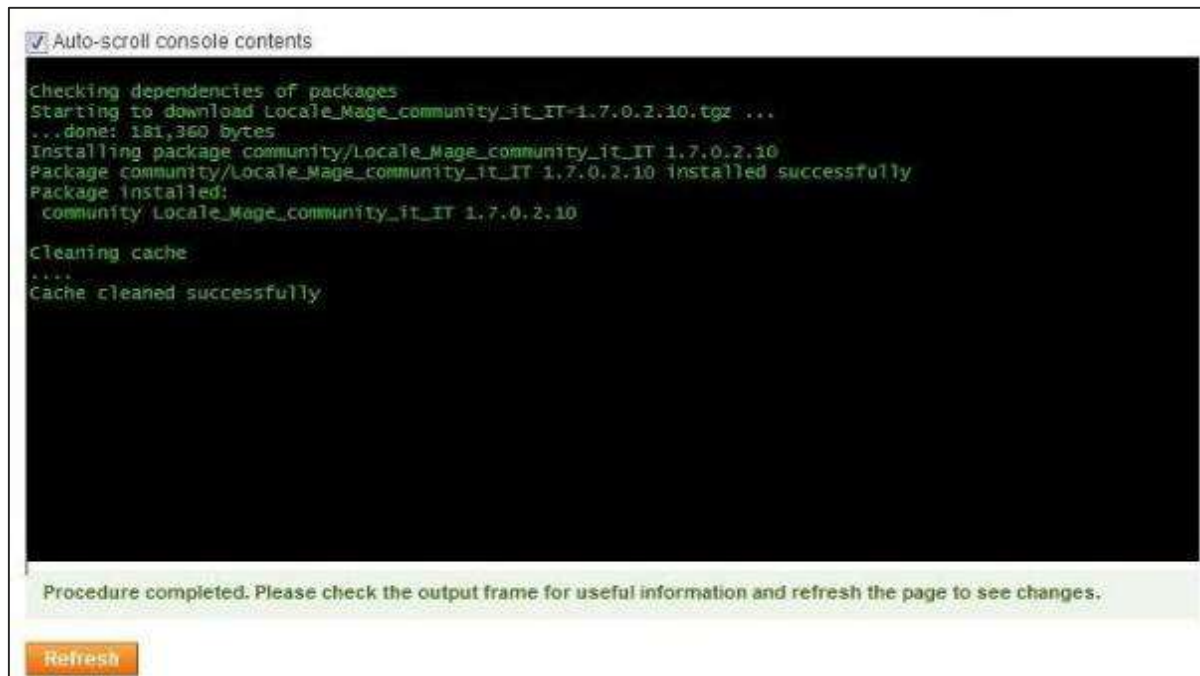 Auto-scroll console contents
Checking dependencies of packages
Starting to download Locale_Mage_community_it_IT-1.7.0.2.10.tgz ...
...done: 181,360 bytes
Installing package community/Locale_Mage_community_it_IT 1.7.0.2.10
Package community/Locale_Mage_community_it_IT 1.7.0.2.10 installed successfully
Package installed:
community Locale_Mage_community_it_IT 1.7.0.2.10
Cleaning cache
....
Cache cleaned successfully
Procedure completed. Please check the output frame for useful information and refresh the page to see changes.
Refresh